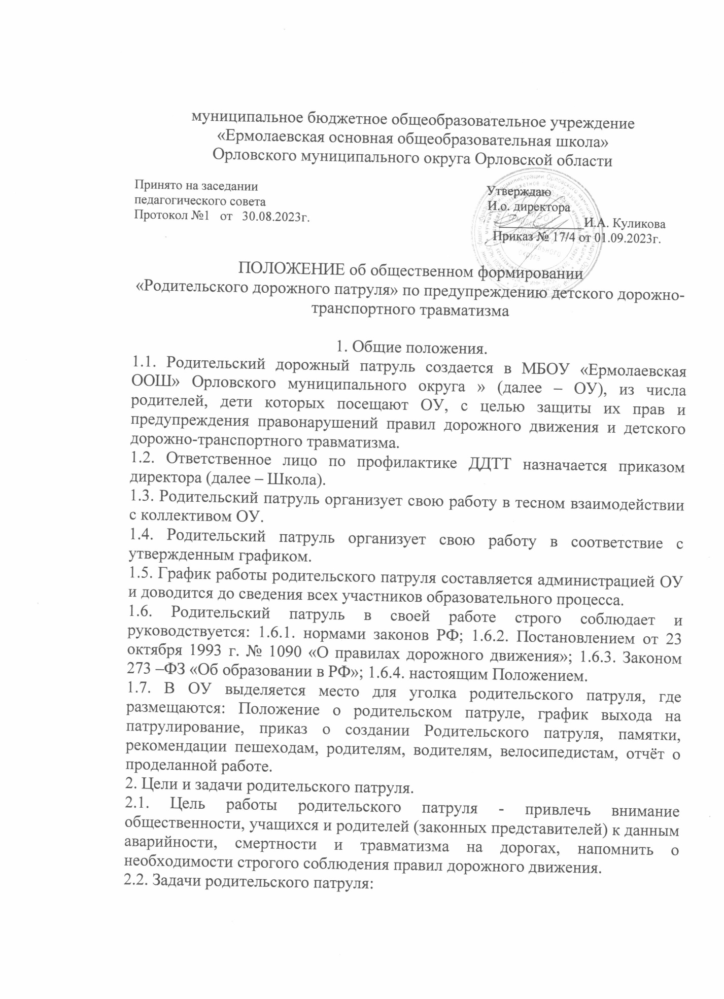 муниципальное бюджетное общеобразовательное учреждение
«Ермолаевская основная общеобразовательная школа»
Орловского муниципального округа Орловской области
Принято на заседании
педагогического совета
Протокол №1 от 30.08.2023г.
Утверждаю
И.о. директора
И.А. Куликова
Приказ № 17/4 от 01.09.2023г.
МБОУ
муниципального
округа
ПОЛОЖЕНИЕ об общественном формировании
«Родительского дорожного патруля» по предупреждению детского дорожно-
транспортного травматизма
1. Общие положения.
1.1. Родительский дорожный патруль создается в МБОУ «Ермолаевская
ООШ» Орловского муниципального округа » (далее – ОУ), из числа
родителей, дети которых посещают ОУ, с целью защиты их прав и
предупреждения правонарушений правил дорожного движения и детского
дорожно-транспортного травматизма.
1.2. Ответственное лицо по профилактике ДДТТ назначается приказом
директора (далее – Школа).
1.3. Родительский патруль организует свою работу в тесном взаимодействии
с коллективом ОУ.
1.4. Родительский патруль организует свою работу в соответствие с
утвержденным графиком.
1.5. График работы родительского патруля составляется администрацией ОУ
и доводится до сведения всех участников образовательного процесса.
1.6. Родительский патруль в своей работе строго соблюдает и
руководствуется: 1.6.1. нормами законов РФ; 1.6.2. Постановлением от 23
октября 1993 г. № 1090 «О правилах дорожного движения»; 1.6.3. Законом
273 –ФЗ «Об образовании в РФ»; 1.6.4. настоящим Положением.
1.7. В ОУ выделяется место для уголка родительского патруля, где
размещаются: Положение о родительском патруле, график выхода на
патрулирование, приказ о создании Родительского патруля, памятки,
рекомендации пешеходам, родителям, водителям, велосипедистам, отчёт о
проделанной работе.
2. Цели и задачи родительского патруля.
2.1. Цель работы родительского патруля - привлечь внимание
общественности, учащихся и родителей (законных представителей) к данным
аварийности, смертности и травматизма на дорогах, напомнить о
необходимости строгого соблюдения правил дорожного движения.
2.2. Задачи родительского патруля: